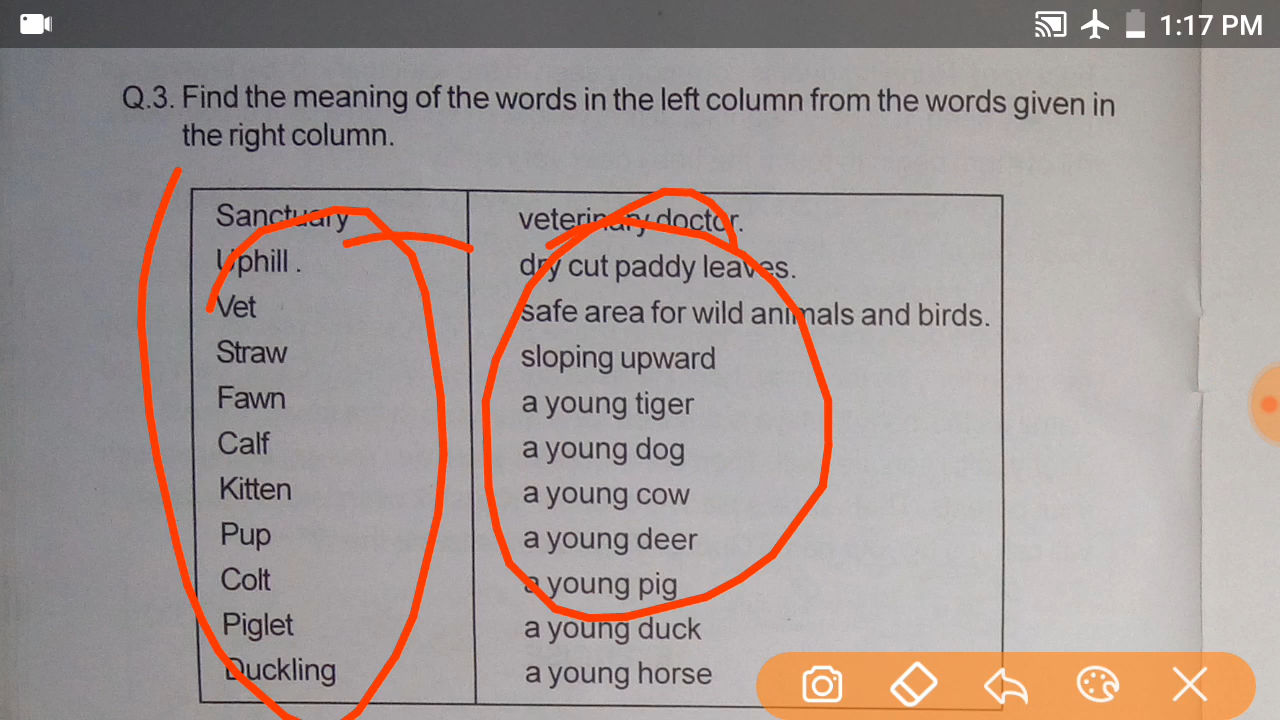 1:17 PM
Q.3. Find the meaning of the words in the left column from the words given in
the right column.
Sanctuary veterinary doctor.
Uphill . dry cut paddy leaves.
Vet safe area for wild animals and birds.
Straw sloping upward
Fawn a young tiger
Calf a young dog
Kitten a young cow
Pup a young deer
Colt a young pig
Piglet a young duck
Duckling a young horse